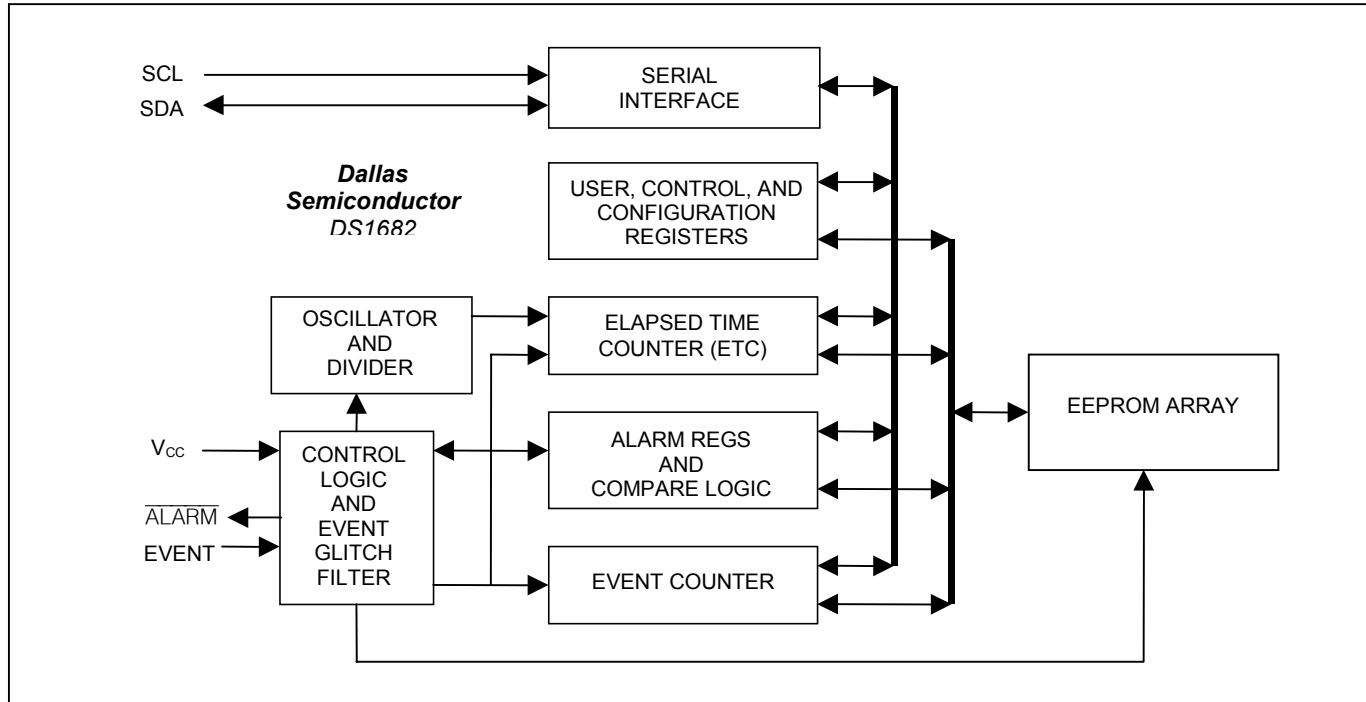 SCL
SDA
SERIAL
INTERFACE
Dallas
Semiconductor
DS1682
USER, CONTROL, AND
CONFIGURATION
REGISTERS
OSCILLATOR
AND
DIVIDER
ELAPSED TIME
COUNTER (ETC)
EEPROM ARRAY
VCC
ALARM
EVENT
CONTROL
LOGIC
AND
EVENT
GLITCH
FILTER
ALARM REGS
AND
COMPARE LOGIC
EVENT COUNTER